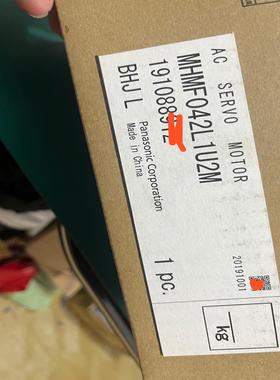 AC SERVO MOTOR
MHMF042L1U2M
BHJ L
Panasonic Corporation
Made in China
1 pc.
20191001
kg